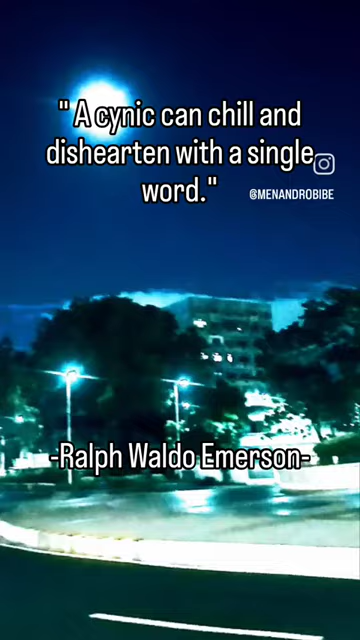 " A cynic can chill and
dishearten with a single
word."
@MENANDROBIBE
-Ralph Waldo Emerson-